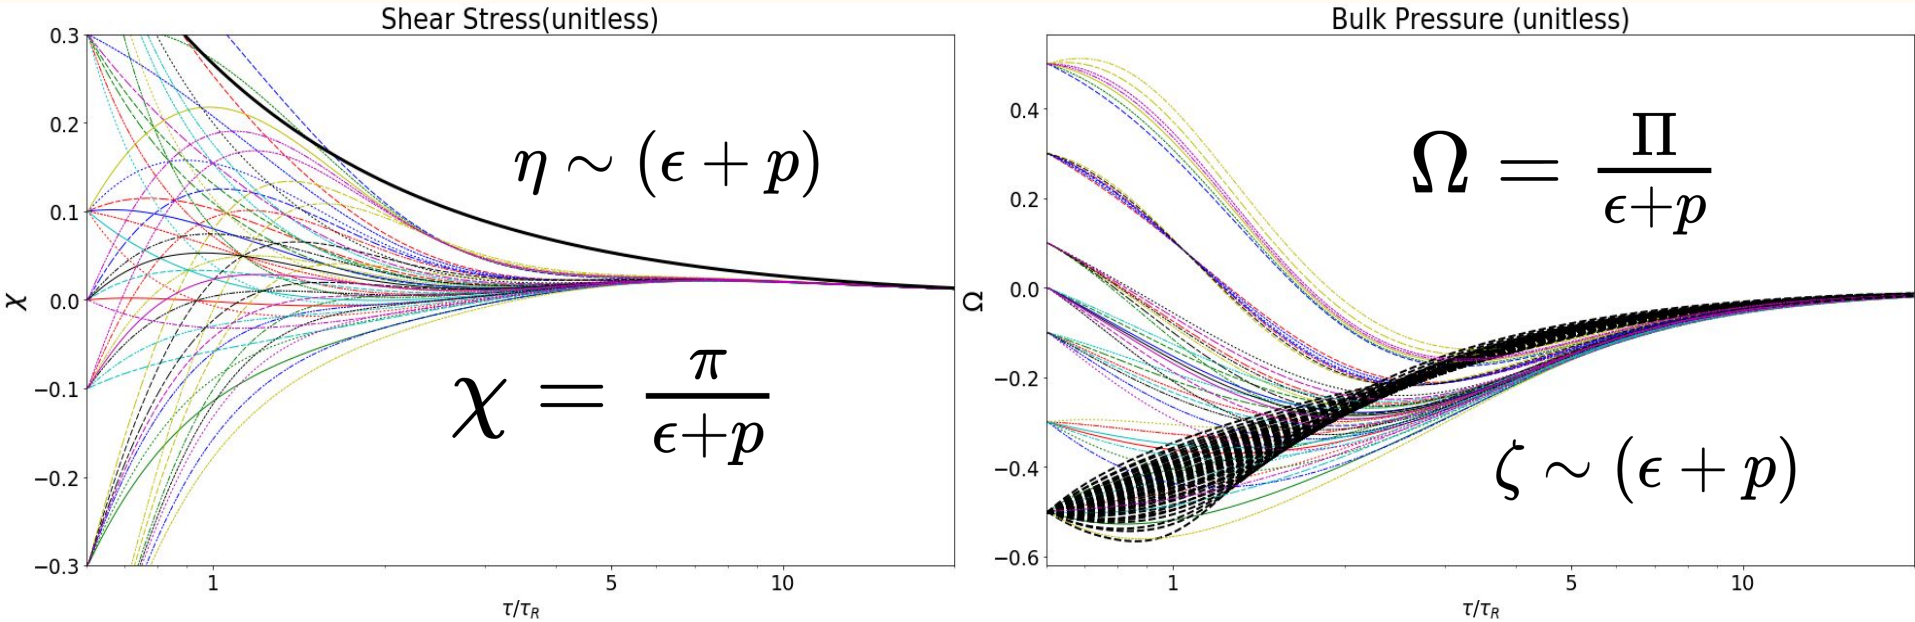 Shear Stress(unitless)
0.3
0.2
0.1
0.0
−0.1
−0.2
−0.3
χ
η ∼ (ϵ + p)
χ = π / ϵ+p
1
5
10
τ/τ_R
Bulk Pressure (unitless)
0.4
0.2
0.0
−0.2
−0.4
−0.6
Ω
Ω = Π / ϵ+p
ζ ∼ (ϵ + p)
1
5
10
τ/τ_R